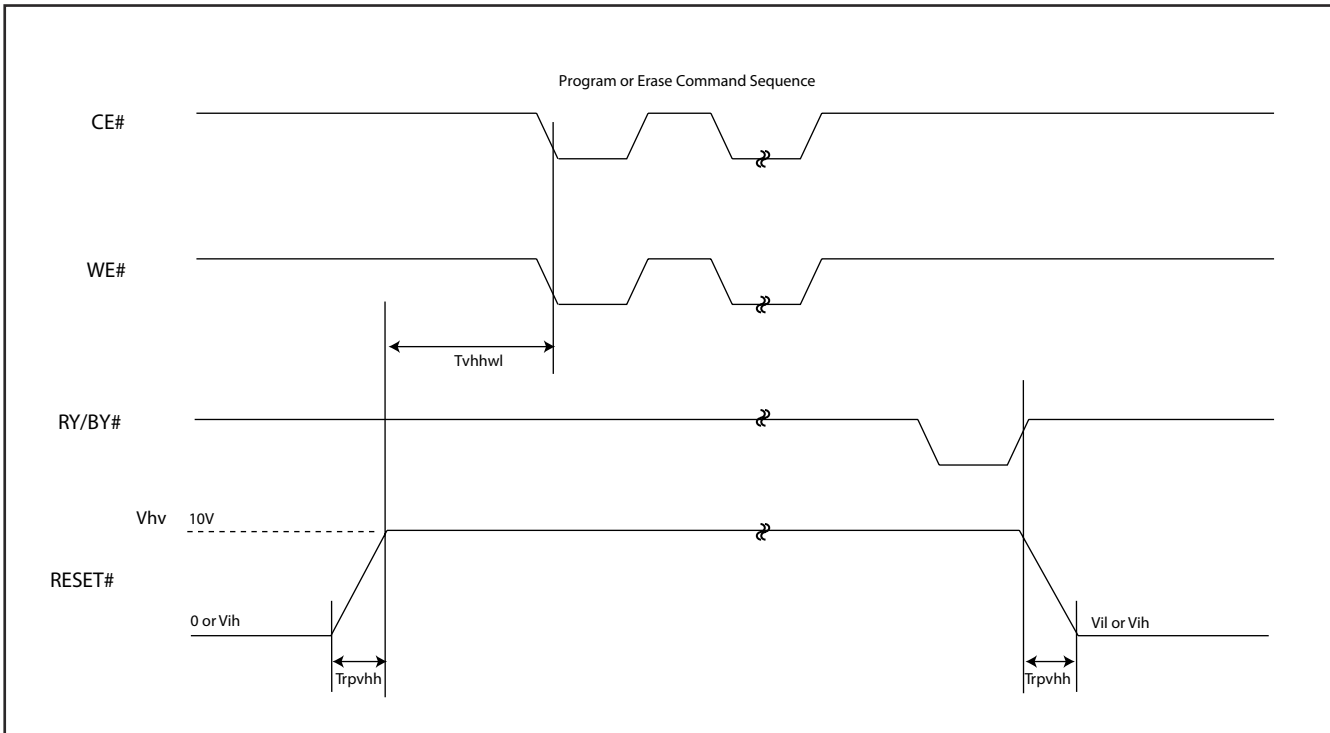 Program or Erase Command Sequence
CE#
WE#
Tvhhwl
RY/BY#
Vhv 10V
RESET#
0 or Vih
Vil or Vih
Trpvhh
Trpvhh